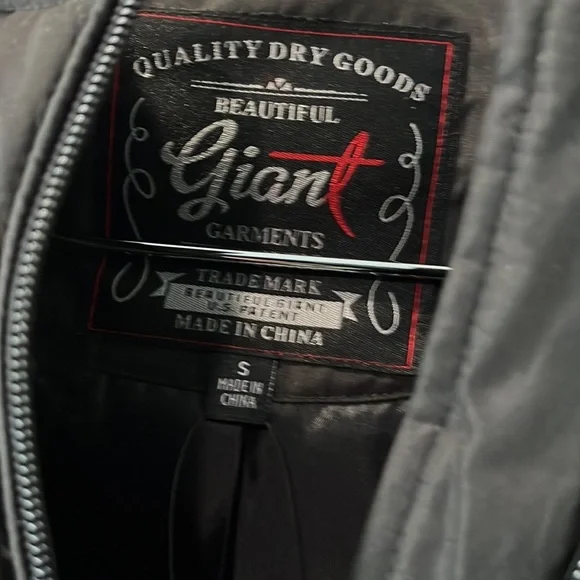 QUALITY DRY GOODS
BEAUTIFUL
Giant
GARMENTS
TRADE MARK
BEAUTIFUL GIANT
U.S PATENT
MADE IN CHINA
S
MADE IN
CHINA